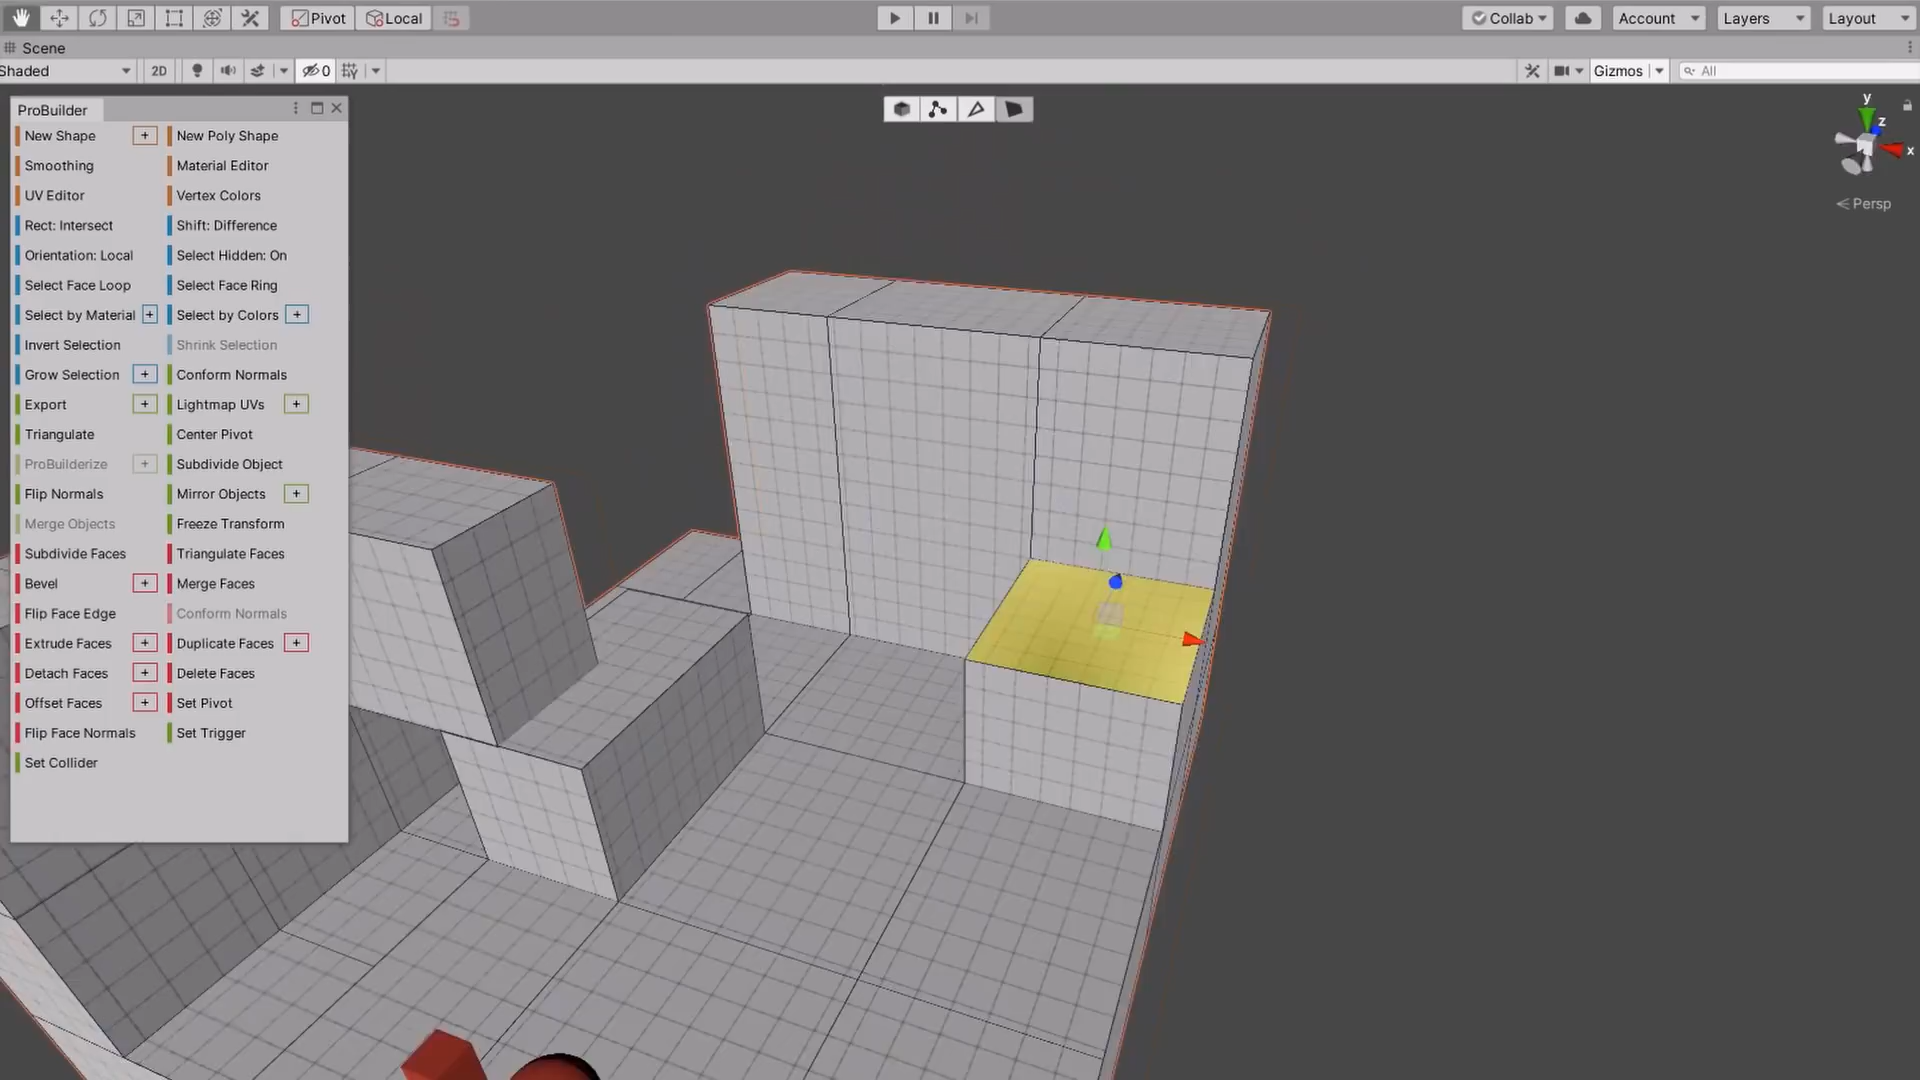 Pivot Local Collab Account Layers Layout
Scene
Shaded 2D 0 Gizmos All
ProBuilder
New Shape + New Poly Shape
Smoothing Material Editor
UV Editor Vertex Colors
Rect: Intersect Shift: Difference
Orientation: Local Select Hidden: On
Select Face Loop Select Face Ring
Select by Material + Select by Colors +
Invert Selection Shrink Selection
Grow Selection + Conform Normals
Export + Lightmap UVs +
Triangulate Center Pivot
ProBuilderize + Subdivide Object
Flip Normals Mirror Objects +
Merge Objects Freeze Transform
Subdivide Faces Triangulate Faces
Bevel + Merge Faces
Flip Face Edge Conform Normals
Extrude Faces + Duplicate Faces +
Detach Faces + Delete Faces
Offset Faces + Set Pivot
Flip Face Normals Set Trigger
Set Collider
y
z
x
Persp